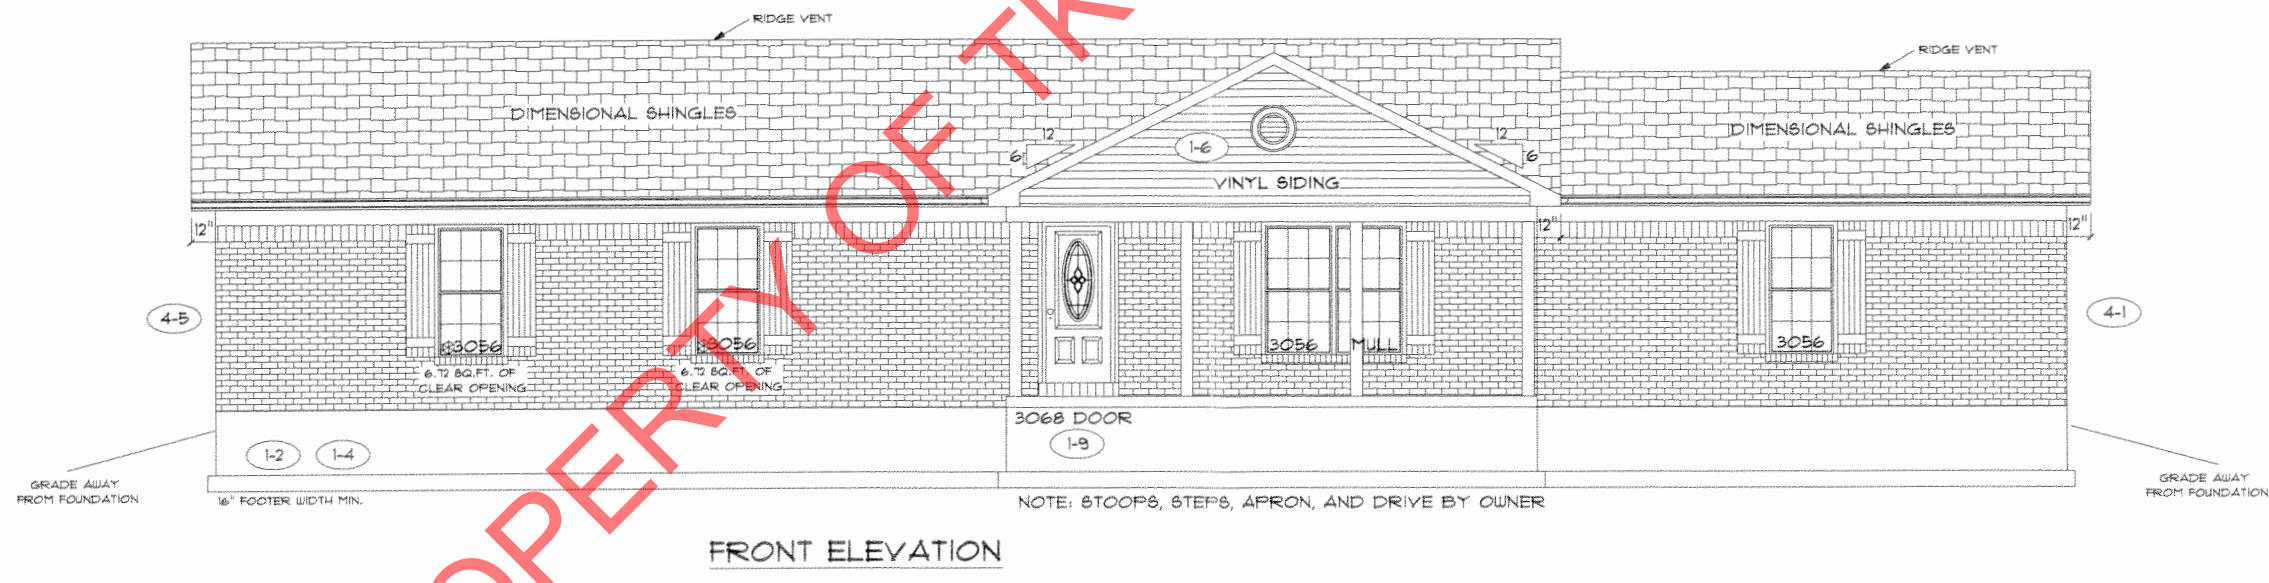 RIDGE VENT
RIDGE VENT
DIMENSIONAL SHINGLES
DIMENSIONAL SHINGLES
12
6
12
6
1-6
VINYL SIDING
12"
12"
12"
4-5
4-1
3056
3056
3056
MULL
3056
6.72 SQ.FT. OF
CLEAR OPENING
6.72 SQ.FT. OF
CLEAR OPENING
3068 DOOR
1-9
1-2
1-4
GRADE AWAY
FROM FOUNDATION
GRADE AWAY
FROM FOUNDATION
16" FOOTER WIDTH MIN.
NOTE: STOOPS, STEPS, APRON, AND DRIVE BY OWNER
FRONT ELEVATION
OPERTY OF TK